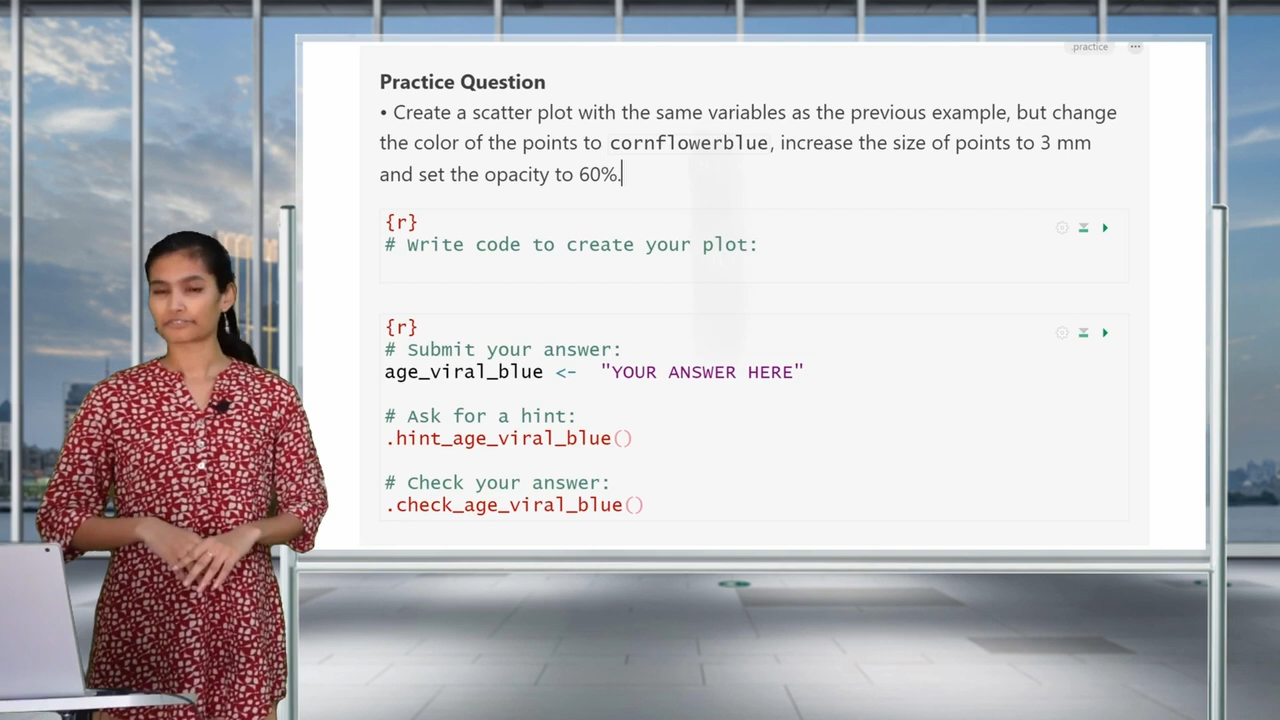 .practice
Practice Question
• Create a scatter plot with the same variables as the previous example, but change
the color of the points to cornflowerblue, increase the size of points to 3 mm
and set the opacity to 60%.
{r}
# Write code to create your plot:
{r}
# Submit your answer:
age_viral_blue <- "YOUR ANSWER HERE"
# Ask for a hint:
.hint_age_viral_blue()
# Check your answer:
.check_age_viral_blue()